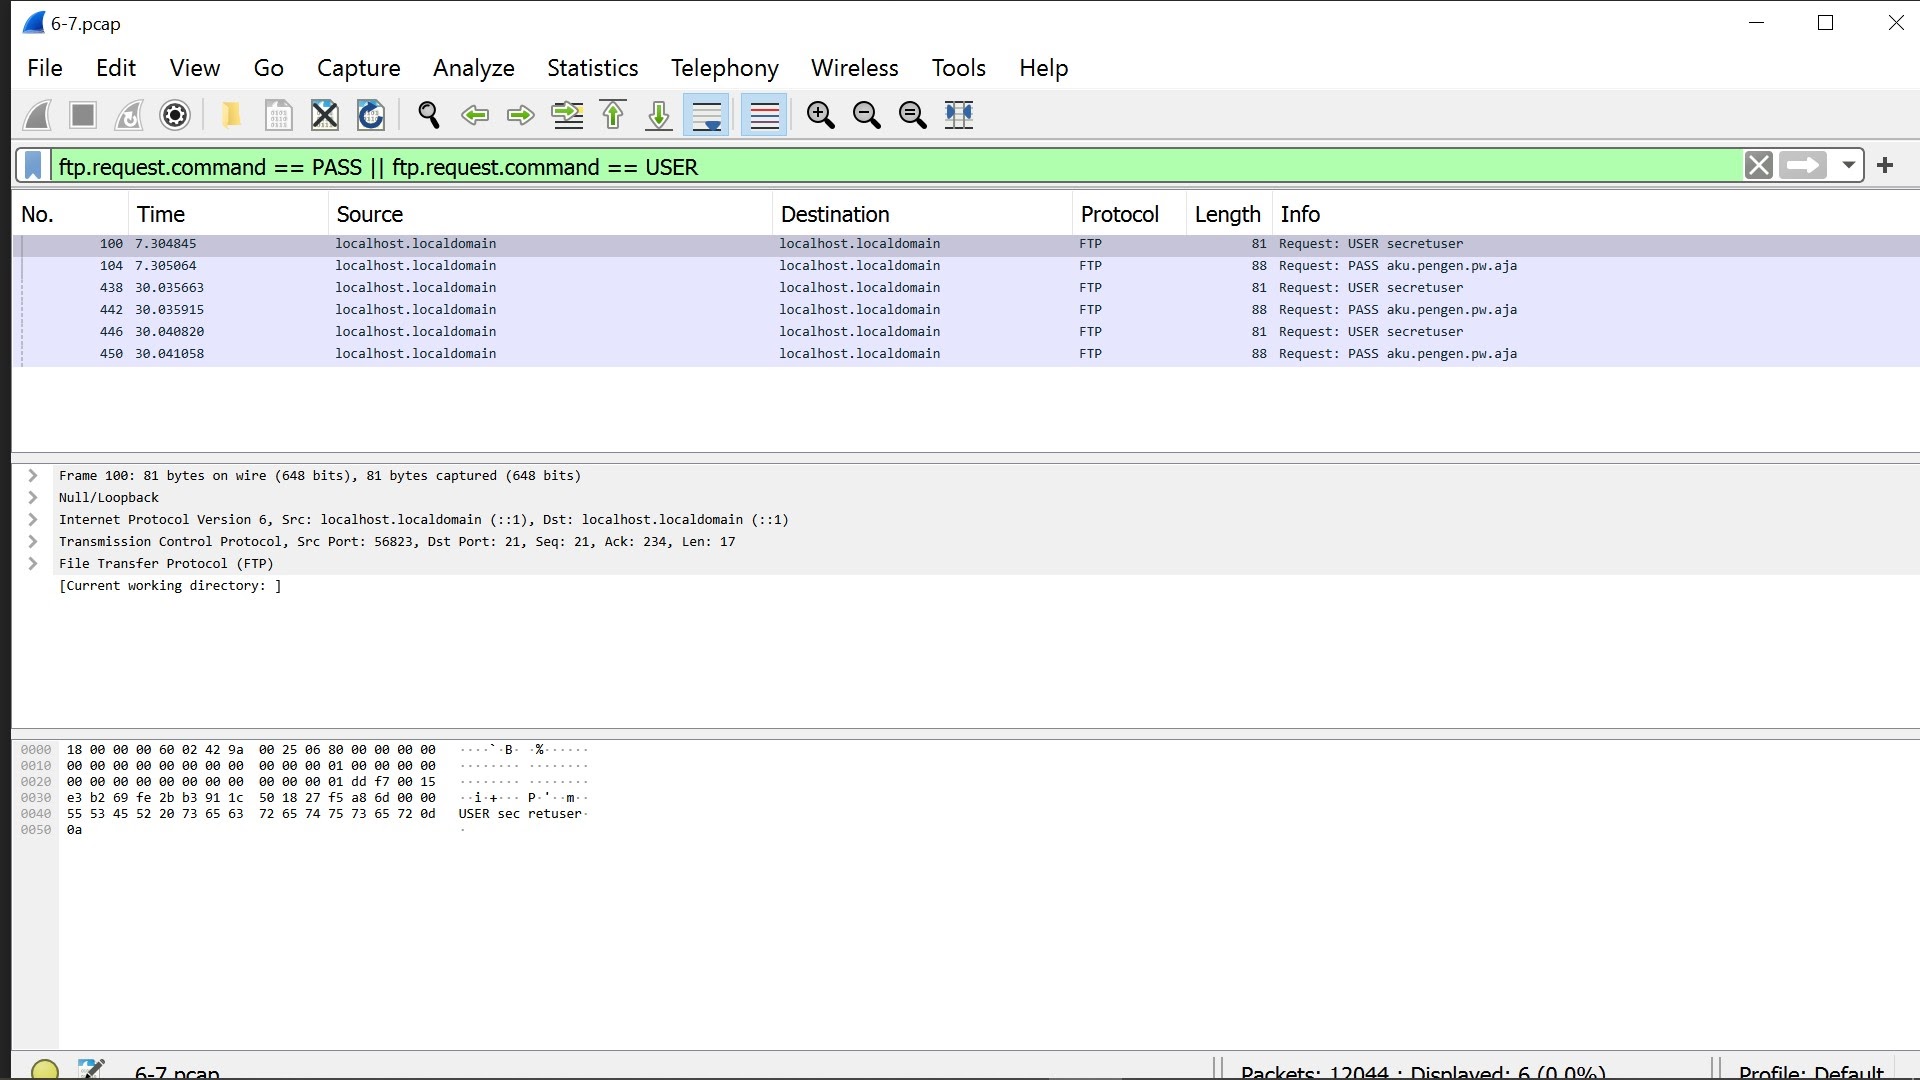 6-7.pcap
File Edit View Go Capture Analyze Statistics Telephony Wireless Tools Help
ftp.request.command == PASS || ftp.request.command == USER
No. Time Source Destination Protocol Length Info
100 7.304845 localhost.localdomain localhost.localdomain FTP 81 Request: USER secretuser
104 7.305064 localhost.localdomain localhost.localdomain FTP 88 Request: PASS aku.pengen.pw.aja
438 30.035663 localhost.localdomain localhost.localdomain FTP 81 Request: USER secretuser
442 30.035915 localhost.localdomain localhost.localdomain FTP 88 Request: PASS aku.pengen.pw.aja
446 30.040820 localhost.localdomain localhost.localdomain FTP 81 Request: USER secretuser
450 30.041058 localhost.localdomain localhost.localdomain FTP 88 Request: PASS aku.pengen.pw.aja
Frame 100: 81 bytes on wire (648 bits), 81 bytes captured (648 bits)
Null/Loopback
Internet Protocol Version 6, Src: localhost.localdomain (::1), Dst: localhost.localdomain (::1)
Transmission Control Protocol, Src Port: 56823, Dst Port: 21, Seq: 21, Ack: 234, Len: 17
File Transfer Protocol (FTP)
[Current working directory: ]
0000 18 00 00 00 60 02 42 9a 00 25 06 80 00 00 00 00 ····`·B· ·%······
0010 00 00 00 00 00 00 00 00 00 00 00 01 00 00 00 00 ········ ········
0020 00 00 00 00 00 00 00 00 00 00 00 01 dd f7 00 15 ········ ········
0030 e3 b2 69 fe 2b b3 91 1c 50 18 27 f5 a8 6d 00 00 ··i·+··· P·'··m··
0040 55 53 45 52 20 73 65 63 72 65 74 75 73 65 72 0d USER sec retuser·
0050 0a ·
6-7.pcap Packets: 12044 · Displayed: 6 (0.0%) Profile: Default